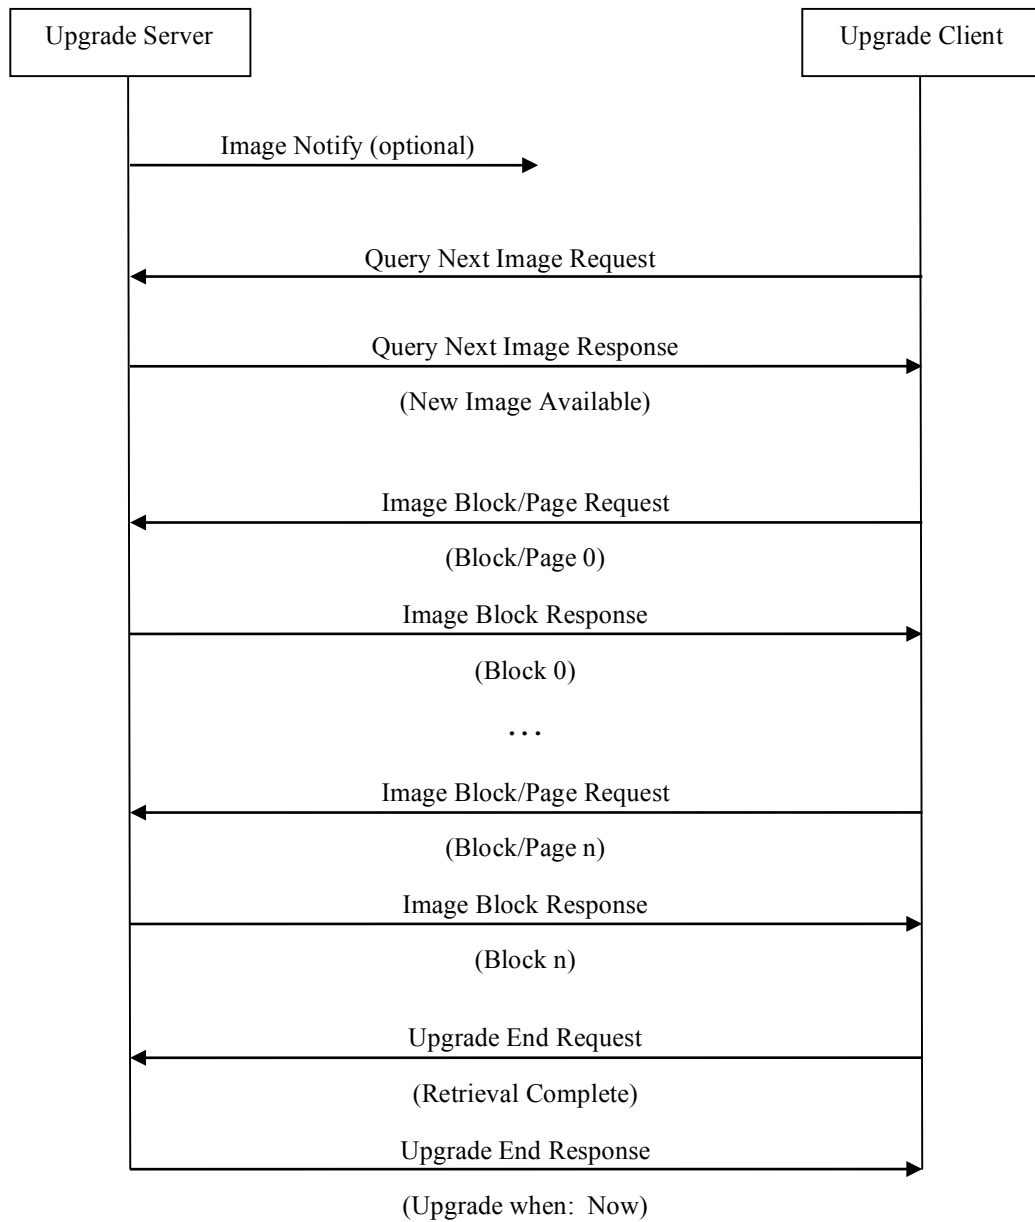 Upgrade Server
Upgrade Client
Image Notify (optional)
Query Next Image Request
Query Next Image Response
(New Image Available)
Image Block/Page Request
(Block/Page 0)
Image Block Response
(Block 0)
...
Image Block/Page Request
(Block/Page n)
Image Block Response
(Block n)
Upgrade End Request
(Retrieval Complete)
Upgrade End Response
(Upgrade when:  Now)